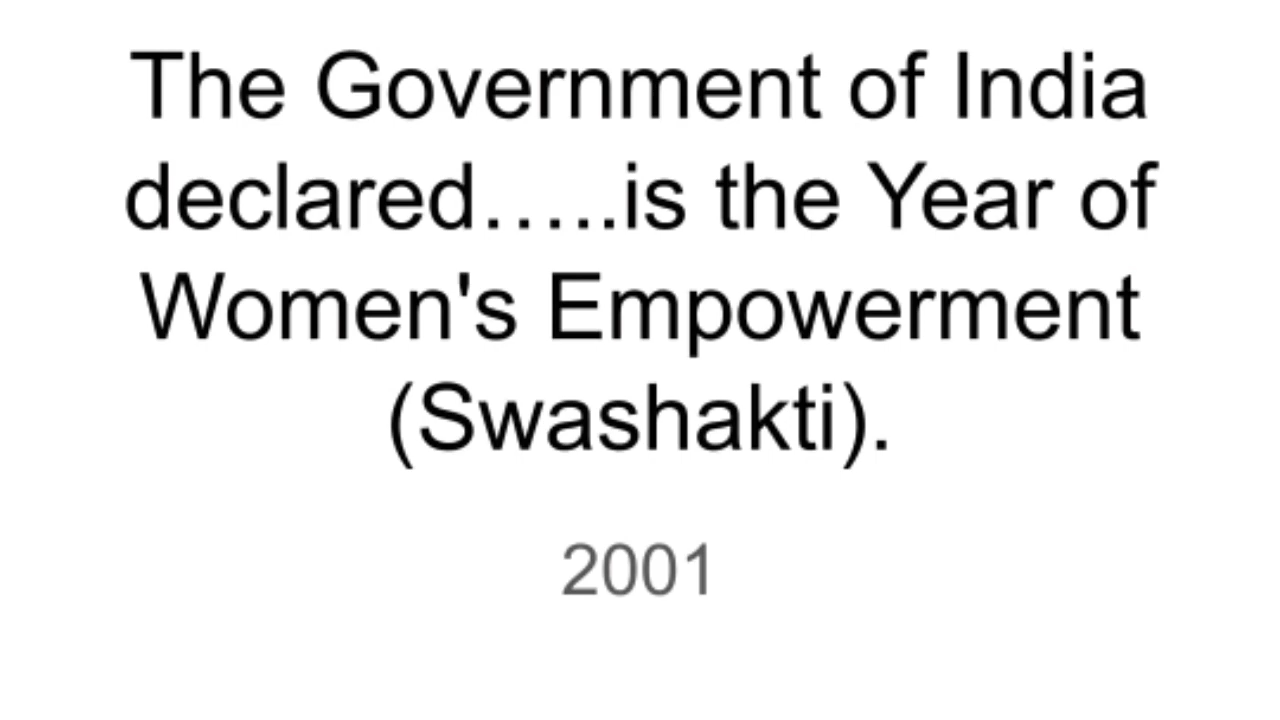 The Government of India
declared…..is the Year of
Women's Empowerment
(Swashakti).
2001